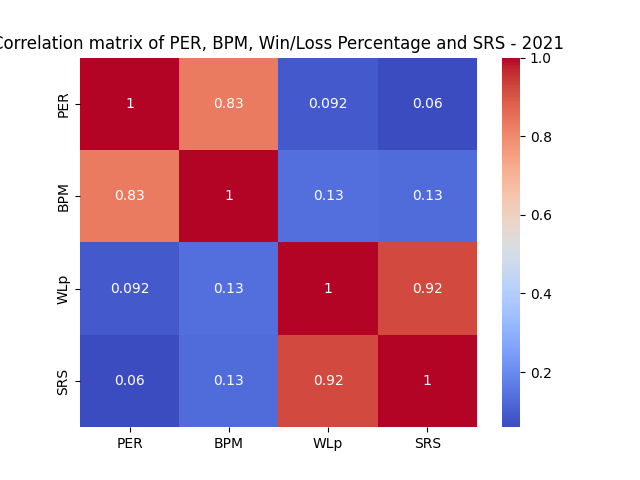 orrelation matrix of PER, BPM, Win/Loss Percentage and SRS - 2021
PER 1 0.83 0.092 0.06
BPM 0.83 1 0.13 0.13
WLp 0.092 0.13 1 0.92
SRS 0.06 0.13 0.92 1
PER BPM WLp SRS
1.0
0.8
0.6
0.4
0.2